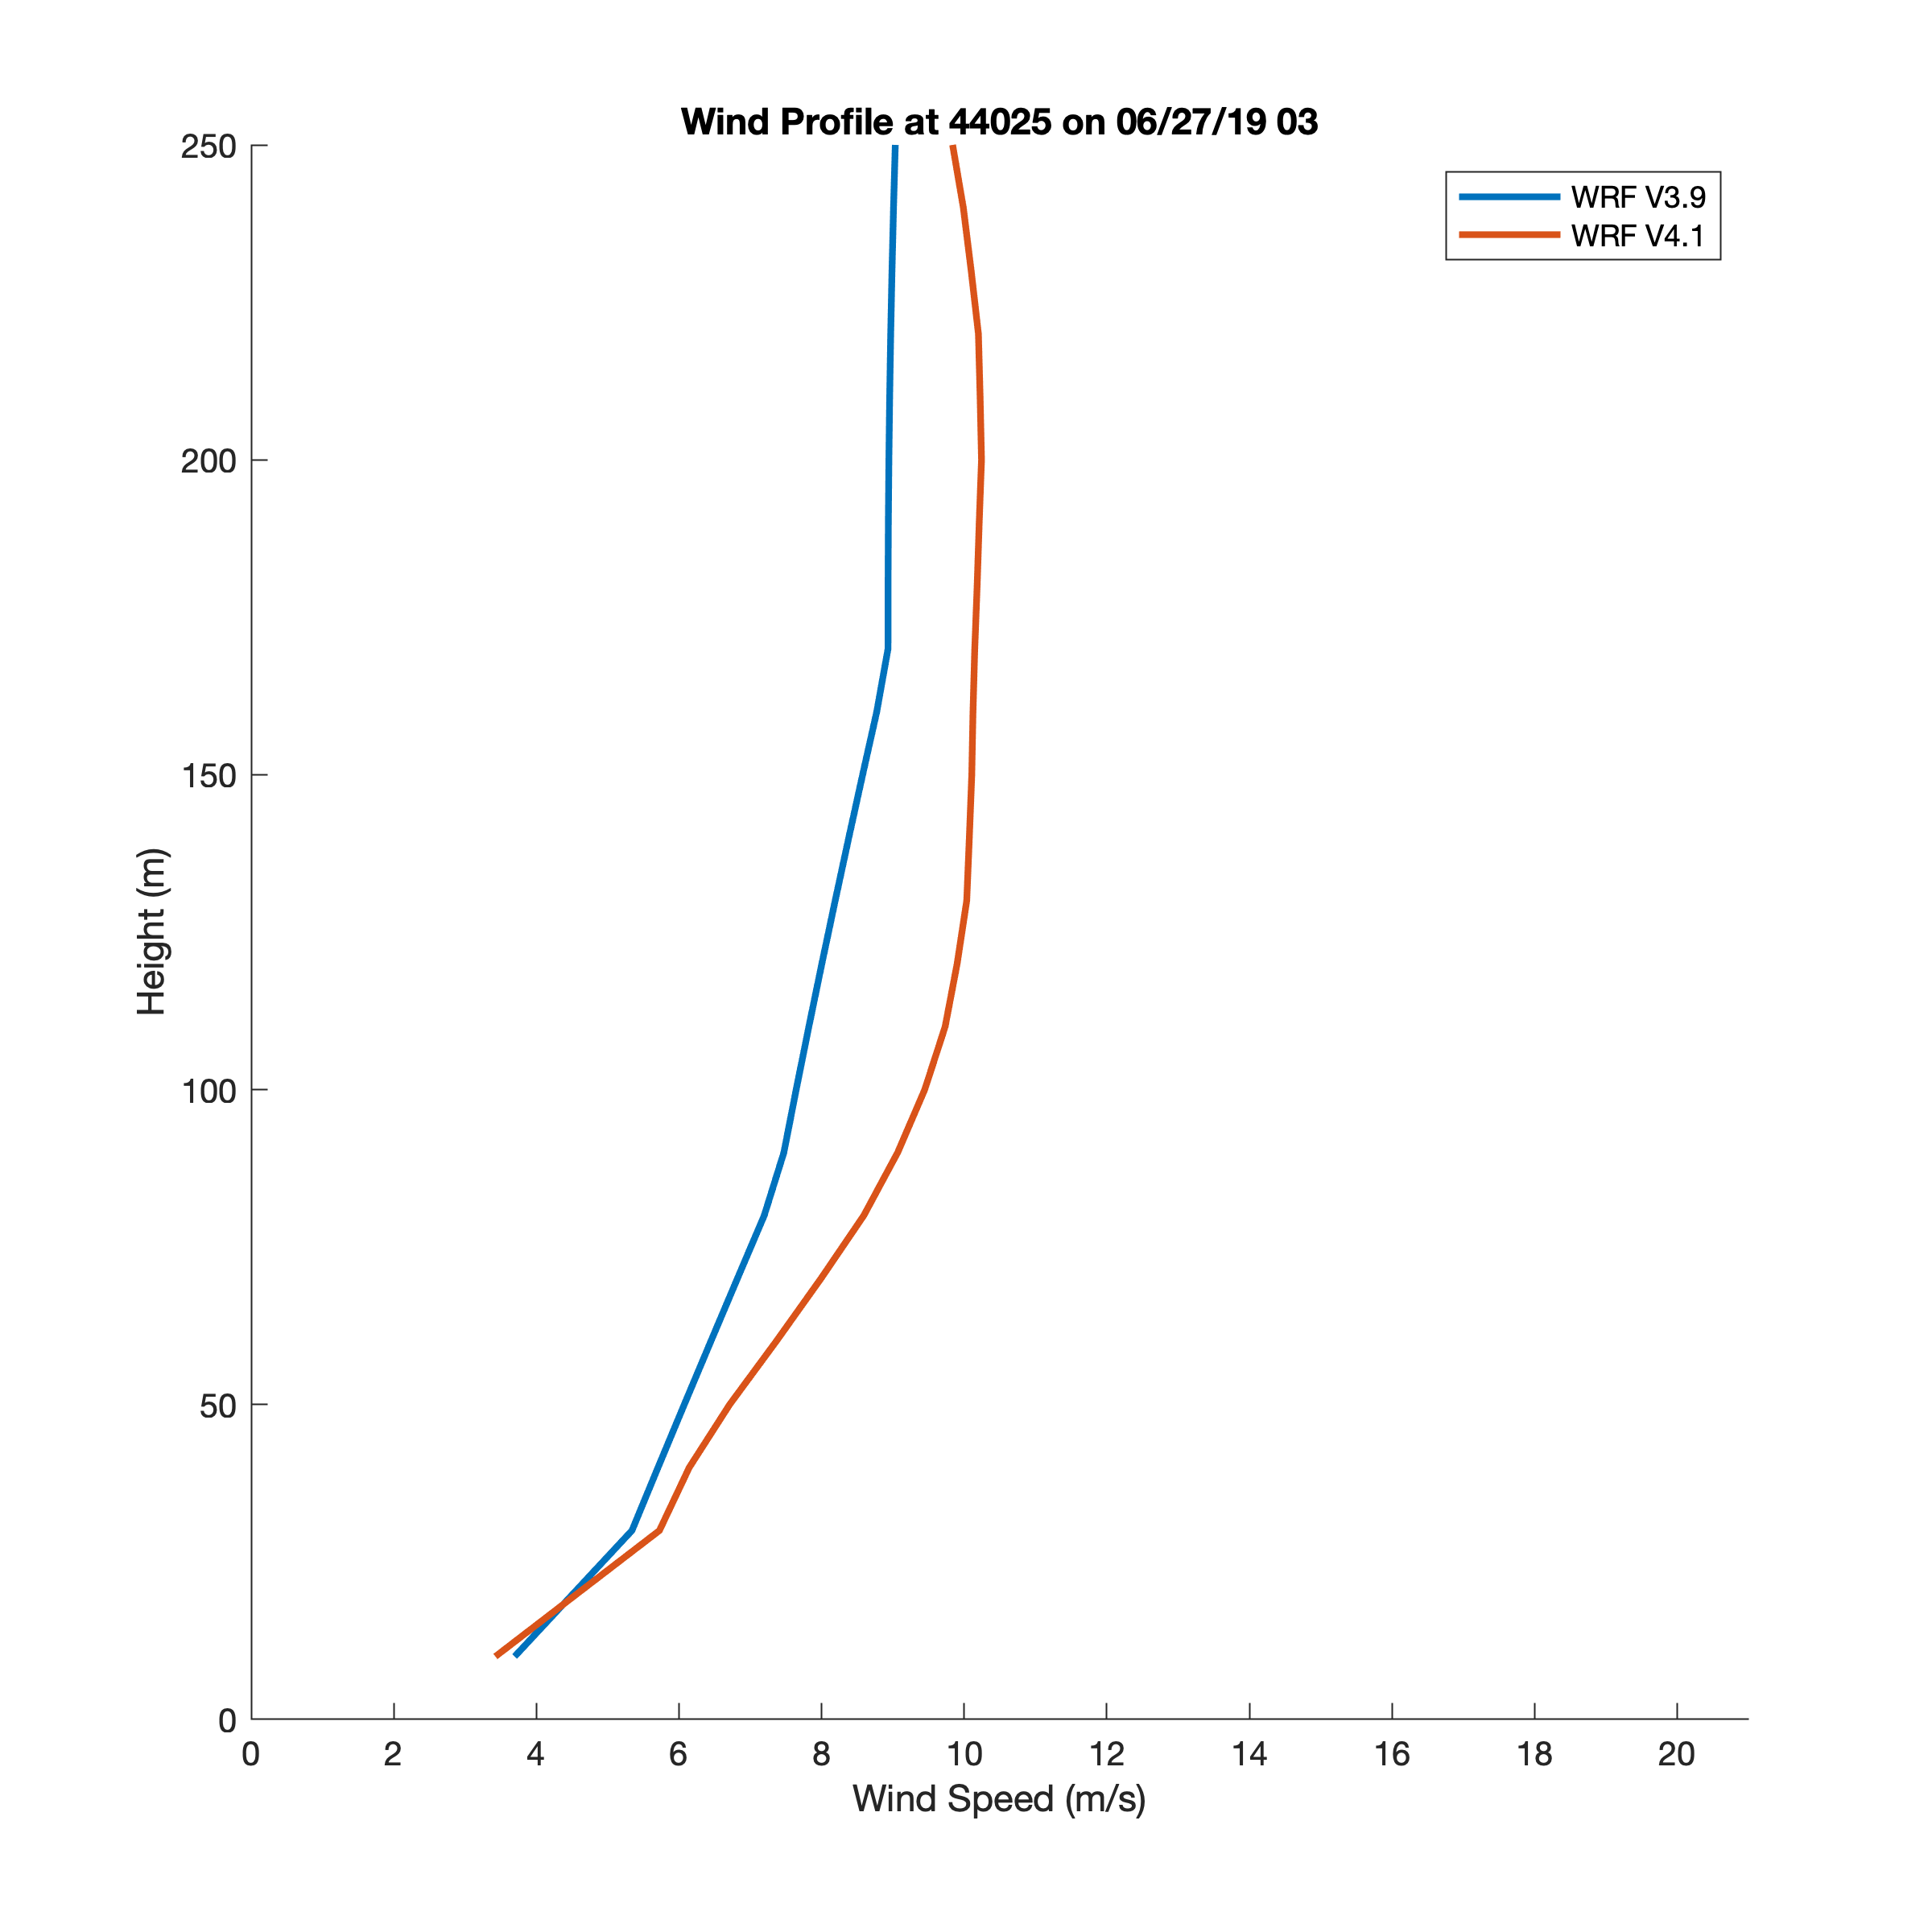 Wind Profile at 44025 on 06/27/19 03
WRF V3.9
WRF V4.1
250
200
150
100
50
0
Height (m)
0 2 4 6 8 10 12 14 16 18 20
Wind Speed (m/s)